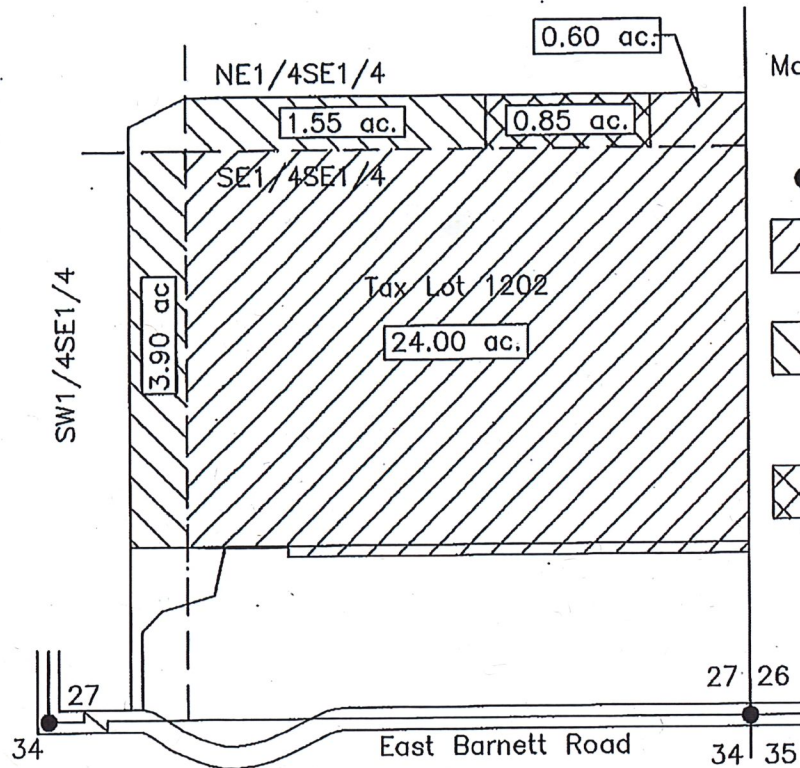 0.60 ac.
NE1/4SE1/4
1.55 ac.
0.85 ac.
SE1/4SE1/4
Tax Lot 1202
24.00 ac.
3.90 ac
SW1/4SE1/4
27
34
27 26
34 35
East Barnett Road